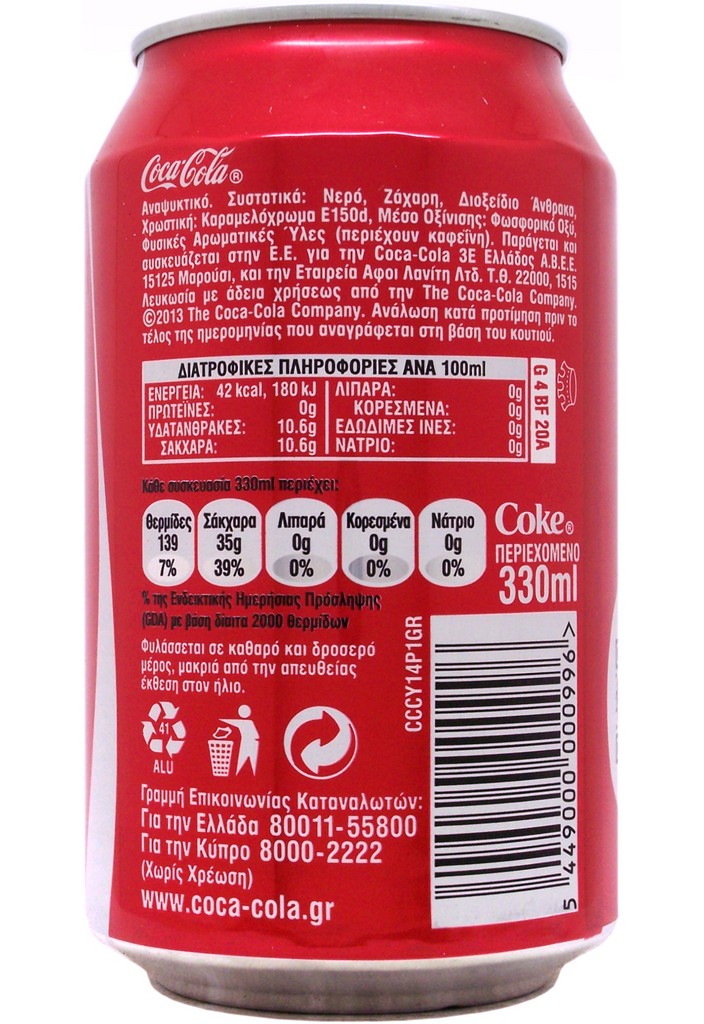 Coca-Cola®
Αναψυκτικό. Συστατικά: Νερό, Ζάχαρη, Διοξείδιο Άνθρακα,
Χρωστική: Καραμελόχρωμα E150d, Μέσο Οξίνισης: Φωσφορικό Οξύ,
Φυσικές Αρωματικές Ύλες (περιέχουν καφεΐνη). Παράγεται και
συσκευάζεται στην Ε.Ε. για την Coca-Cola 3E Ελλάδος Α.Β.Ε.Ε.
15125 Μαρούσι, και την Εταιρεία Αφοι Λανίτη Λτδ. Τ.Θ. 22000, 1515
Λευκωσία με άδεια χρήσεως από την The Coca-Cola Company.
©2013 The Coca-Cola Company. Ανάλωση κατά προτίμηση πριν το
τέλος της ημερομηνίας που αναγράφεται στη βάση του κουτιού.
ΔΙΑΤΡΟΦΙΚΕΣ ΠΛΗΡΟΦΟΡΙΕΣ ΑΝΑ 100ml
ΕΝΕΡΓΕΙΑ: 42 kcal, 180 kJ ΛΙΠΑΡΑ: 0g
ΠΡΩΤΕΪΝΕΣ: 0g ΚΟΡΕΣΜΕΝΑ: 0g
ΥΔΑΤΑΝΘΡΑΚΕΣ: 10.6g ΕΔΩΔΙΜΕΣ ΙΝΕΣ: 0g
ΣΑΚΧΑΡΑ: 10.6g ΝΑΤΡΙΟ: 0g
G 4 BF 20A
Κάθε συσκευασία 330ml περιέχει:
Θερμίδες Σάκχαρα Λιπαρά Κορεσμένα Νάτριο
139 35g 0g 0g 0g
7% 39% 0% 0% 0%
Coke®
ΠΕΡΙΕΧΟΜΕΝΟ
330ml
% της Ενδεικτικής Ημερήσιας Πρόσληψης
(GDA) με βάση δίαιτα 2000 θερμίδων
Φυλάσσεται σε καθαρό και δροσερό
μέρος, μακριά από την απευθείας
έκθεση στον ήλιο.
CCCY14P1GR
41
ALU
Γραμμή Επικοινωνίας Καταναλωτών:
Για την Ελλάδα 80011-55800
Για την Κύπρο 8000-2222
(Χωρίς Χρέωση)
www.coca-cola.gr
5 449000 000996 >